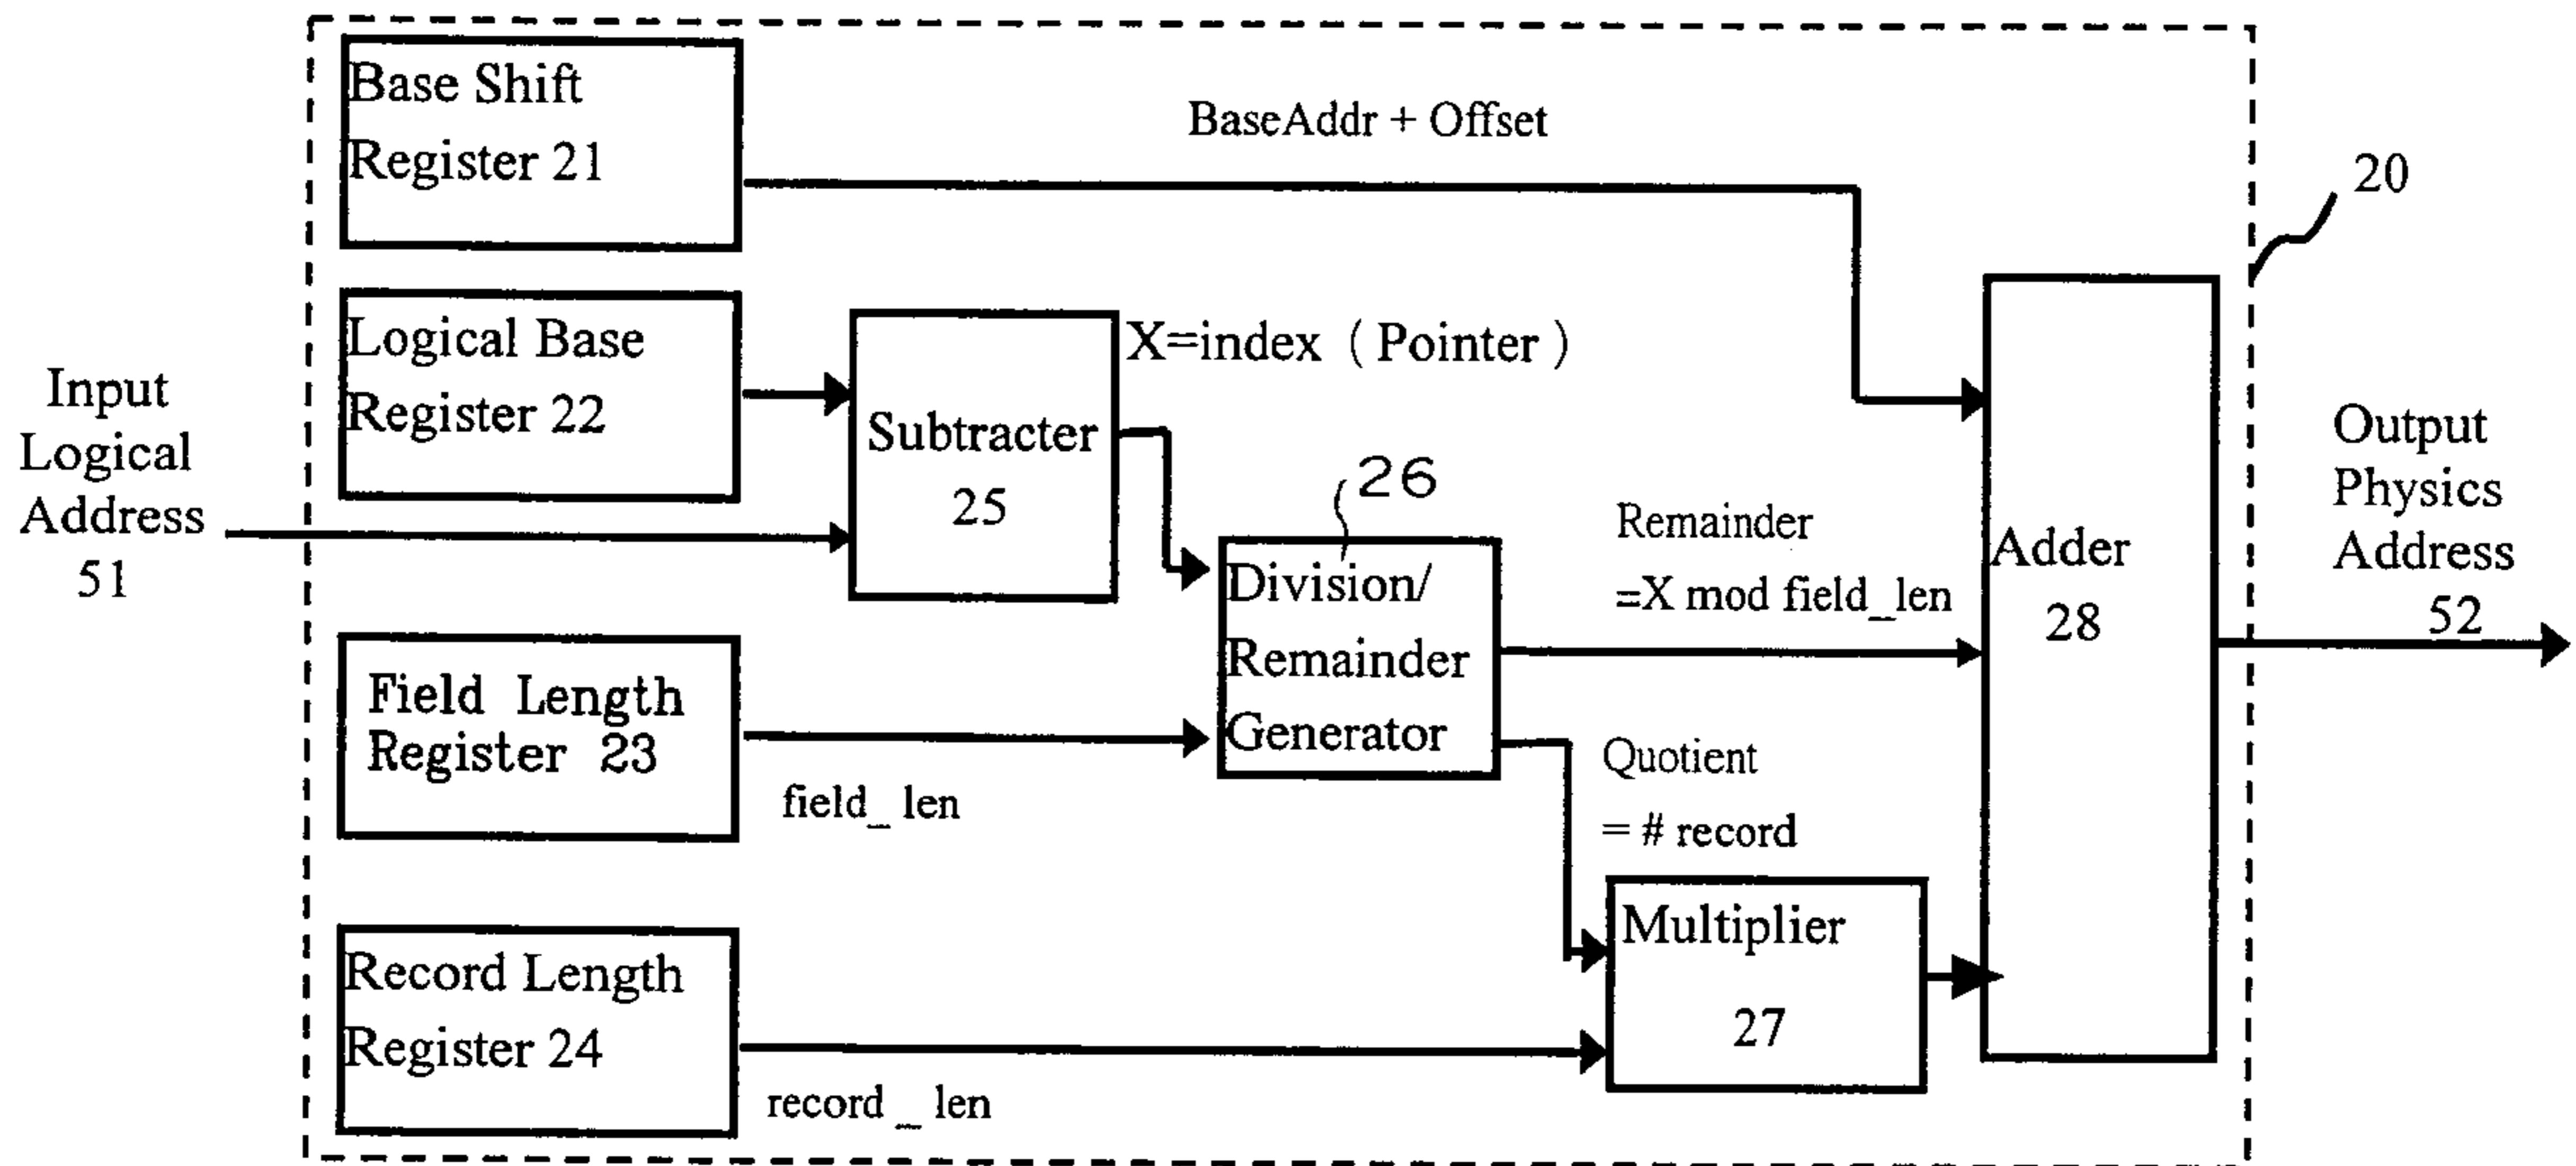 Base Shift
Register 21
BaseAddr + Offset
20
Logical Base
Register 22
Subtracter
25
X=index ( Pointer )
Input
Logical
Address
51
26
Division/
Remainder
Generator
Remainder
=X mod field_len
Adder
28
Output
Physics
Address
52
Field Length
Register 23
field_ len
Quotient
= # record
Multiplier
27
Record Length
Register 24
record _ len